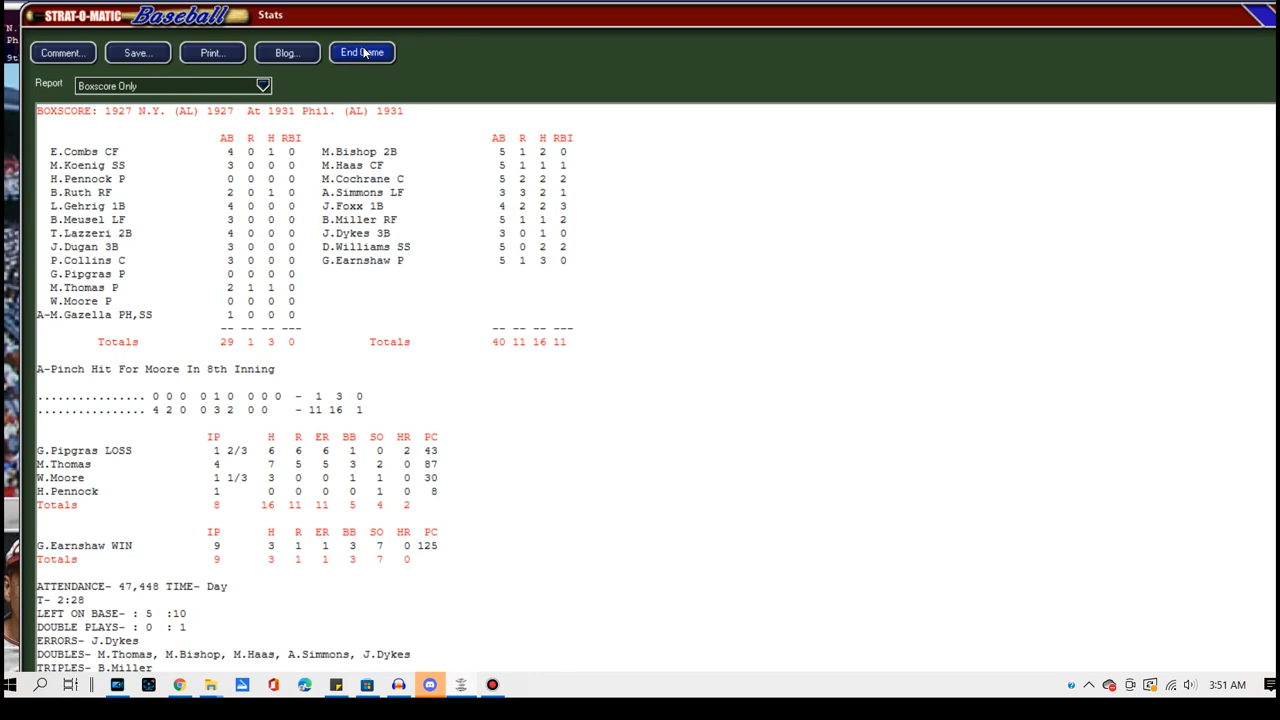 STRAT-O-MATIC Baseball Stats
Comment... Save... Print... Blog... End Game
Report Boxscore Only
BOXSCORE: 1927 N.Y. (AL) 1927 At 1931 Phil. (AL) 1931
AB R H RBI AB R H RBI
E.Combs CF 4 0 1 0 M.Bishop 2B 5 1 2 0
M.Koenig SS 3 0 0 0 M.Haas CF 5 1 1 1
H.Pennock P 0 0 0 0 M.Cochrane C 5 2 2 2
B.Ruth RF 2 0 1 0 A.Simmons LF 3 3 2 1
L.Gehrig 1B 4 0 0 0 J.Foxx 1B 4 2 2 3
B.Meusel LF 3 0 0 0 B.Miller RF 5 1 1 2
T.Lazzeri 2B 4 0 0 0 J.Dykes 3B 3 0 1 0
J.Dugan 3B 3 0 0 0 D.Williams SS 5 0 2 2
P.Collins C 3 0 0 0 G.Earnshaw P 5 1 3 0
G.Pipgras P 0 0 0 0
M.Thomas P 2 1 1 0
W.Moore P 0 0 0 0
A-M.Gazella PH,SS 1 0 0 0
-- -- -- --- -- -- -- ---
Totals 29 1 3 0 Totals 40 11 16 11
A-Pinch Hit For Moore In 8th Inning
................ 0 0 0 0 1 0 0 0 0 - 1 3 0
................ 4 2 0 0 3 2 0 0 - 11 16 1
IP H R ER BB SO HR PC
G.Pipgras LOSS 1 2/3 6 6 6 1 0 2 43
M.Thomas 4 7 5 5 3 2 0 87
W.Moore 1 1/3 3 0 0 1 1 0 30
H.Pennock 1 0 0 0 0 1 0 8
Totals 8 16 11 11 5 4 2
IP H R ER BB SO HR PC
G.Earnshaw WIN 9 3 1 1 3 7 0 125
Totals 9 3 1 1 3 7 0
ATTENDANCE- 47,448 TIME- Day
T- 2:28
LEFT ON BASE- : 5 :10
DOUBLE PLAYS- : 0 : 1
ERRORS- J.Dykes
DOUBLES- M.Thomas, M.Bishop, M.Haas, A.Simmons, J.Dykes
TRIPLES- B.Miller
3:51 AM